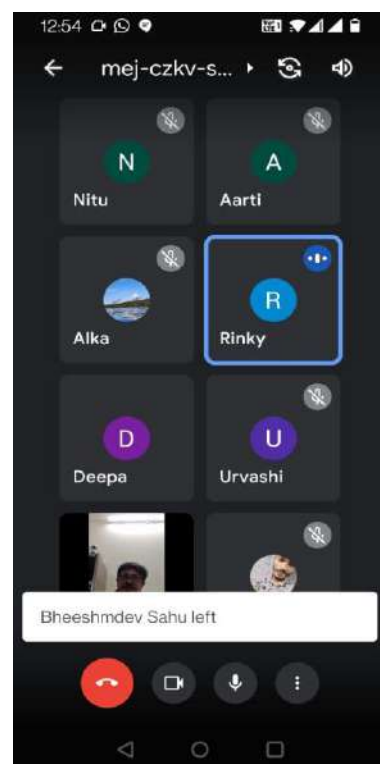 12:54
mej-czkv-s...
N
A
Nitu
Aarti
R
Alka
Rinky
D
U
Deepa
Urvashi
Bheeshmdev Sahu left